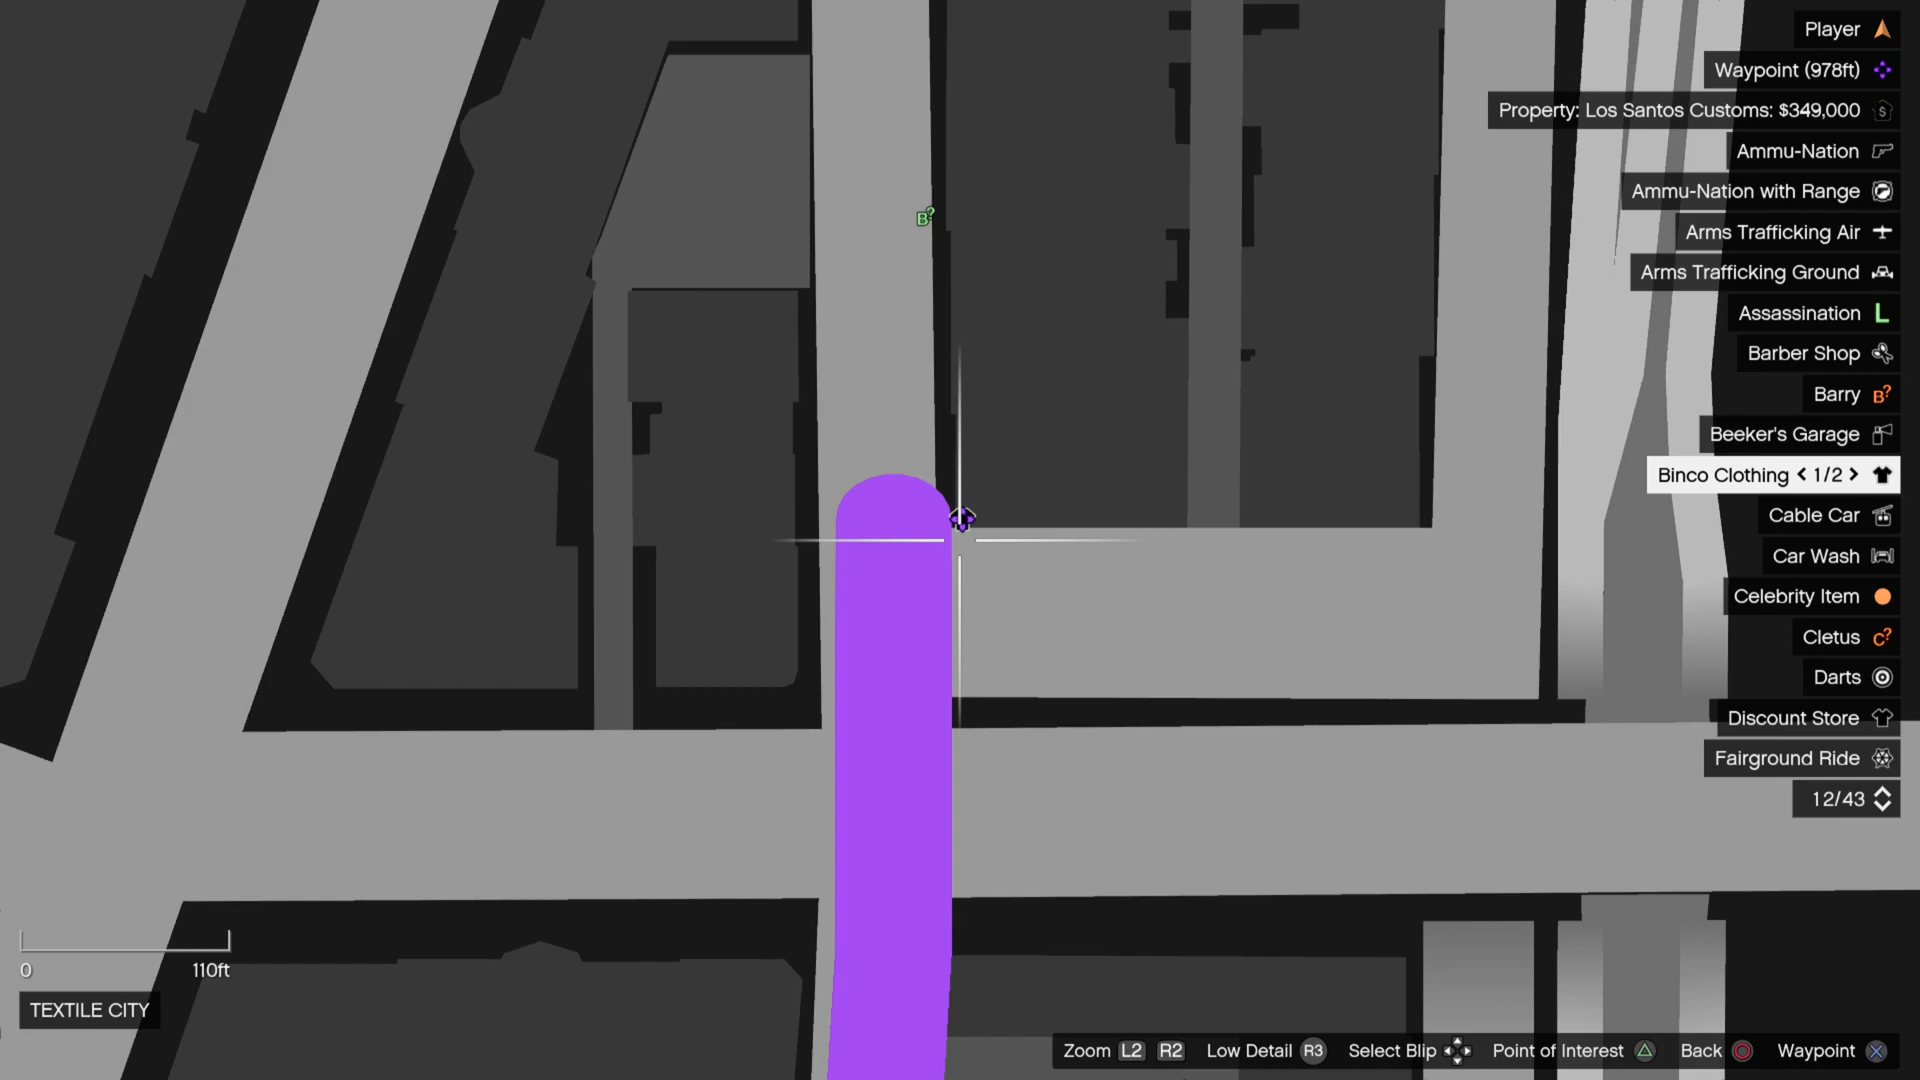 Player
Waypoint (978ft)
Property: Los Santos Customs: $349,000 $
Ammu-Nation
Ammu-Nation with Range
Arms Trafficking Air
Arms Trafficking Ground
Assassination L
Barber Shop
Barry B?
Beeker's Garage
Binco Clothing < 1/2 >
Cable Car
Car Wash
Celebrity Item
Cletus C?
Darts
Discount Store
Fairground Ride
12/43
B?
0 110ft
TEXTILE CITY
Zoom L2 R2 Low Detail R3 Select Blip Point of Interest Back Waypoint